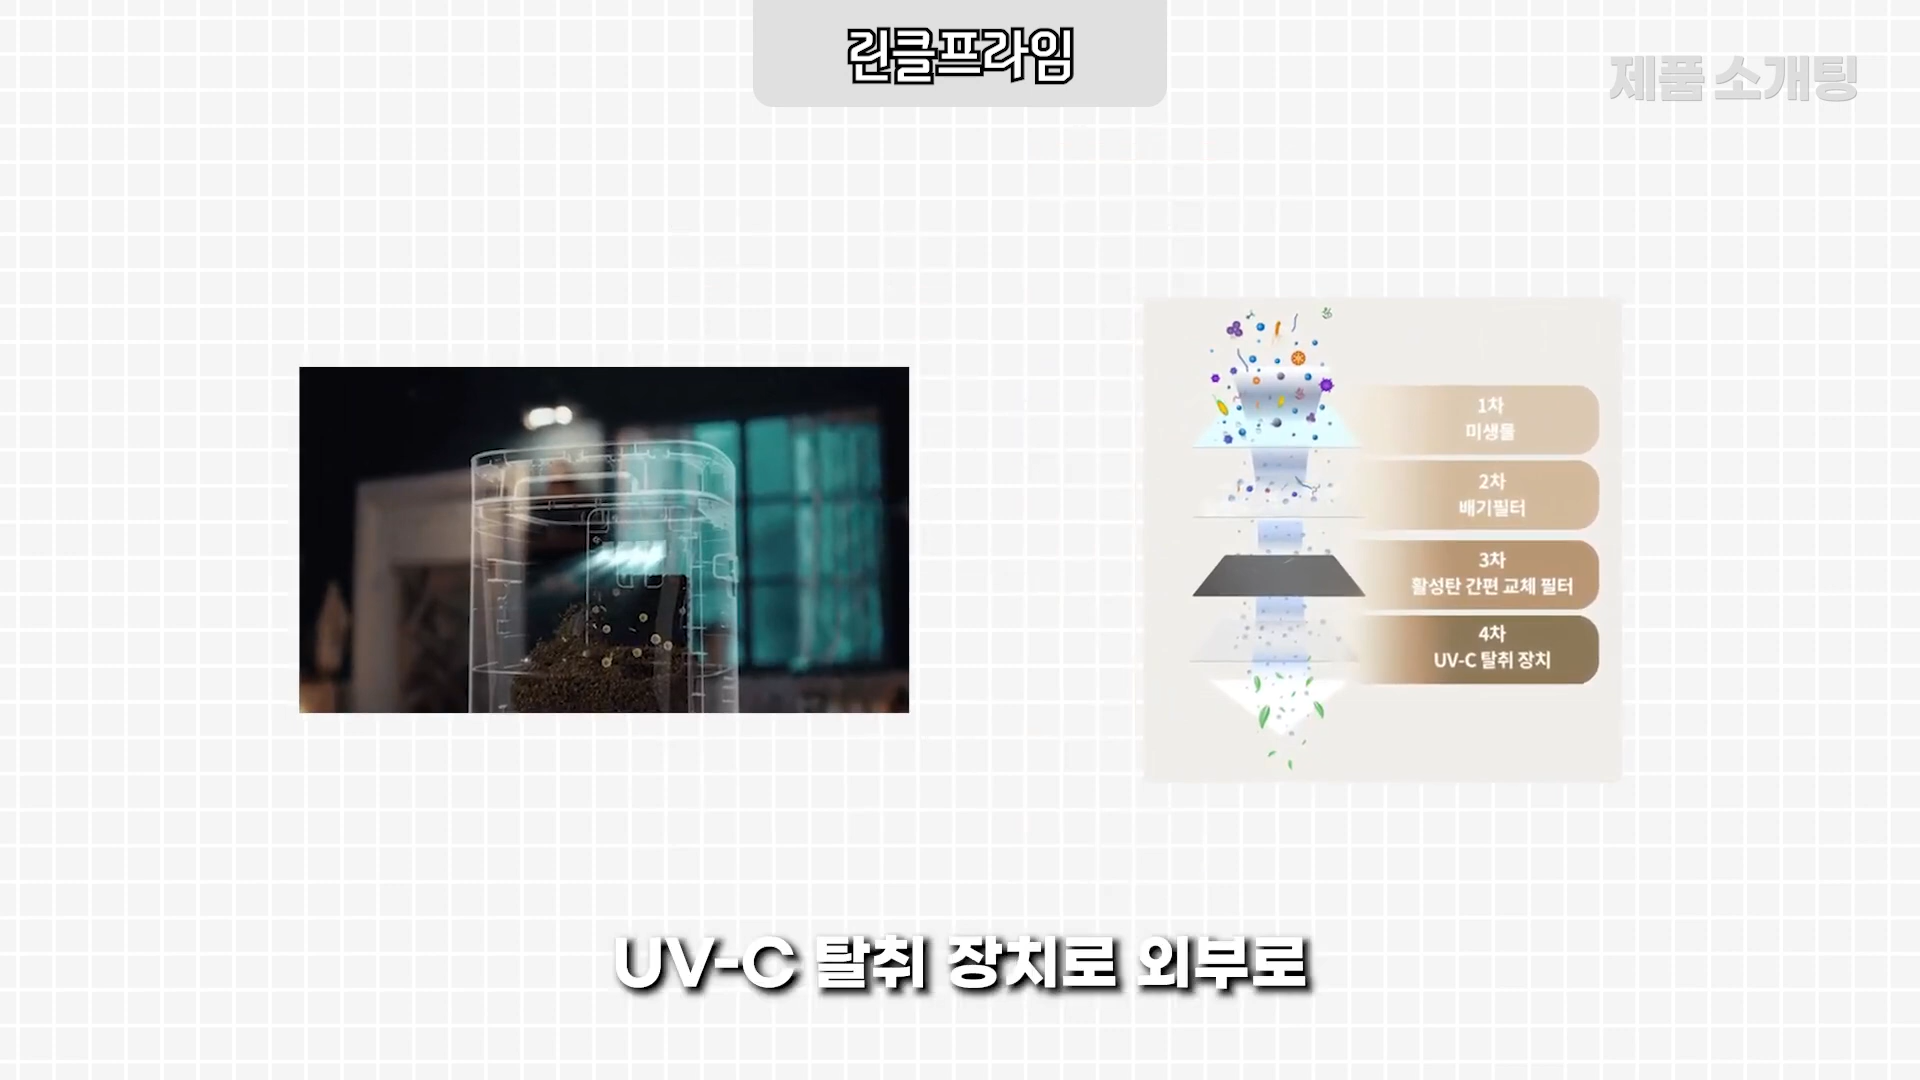 린클프라임
제품 소개팅
1차
미생물
2차
배기필터
3차
활성탄 간편 교체 필터
4차
UV-C 탈취 장치
UV-C 탈취 장치로 외부로